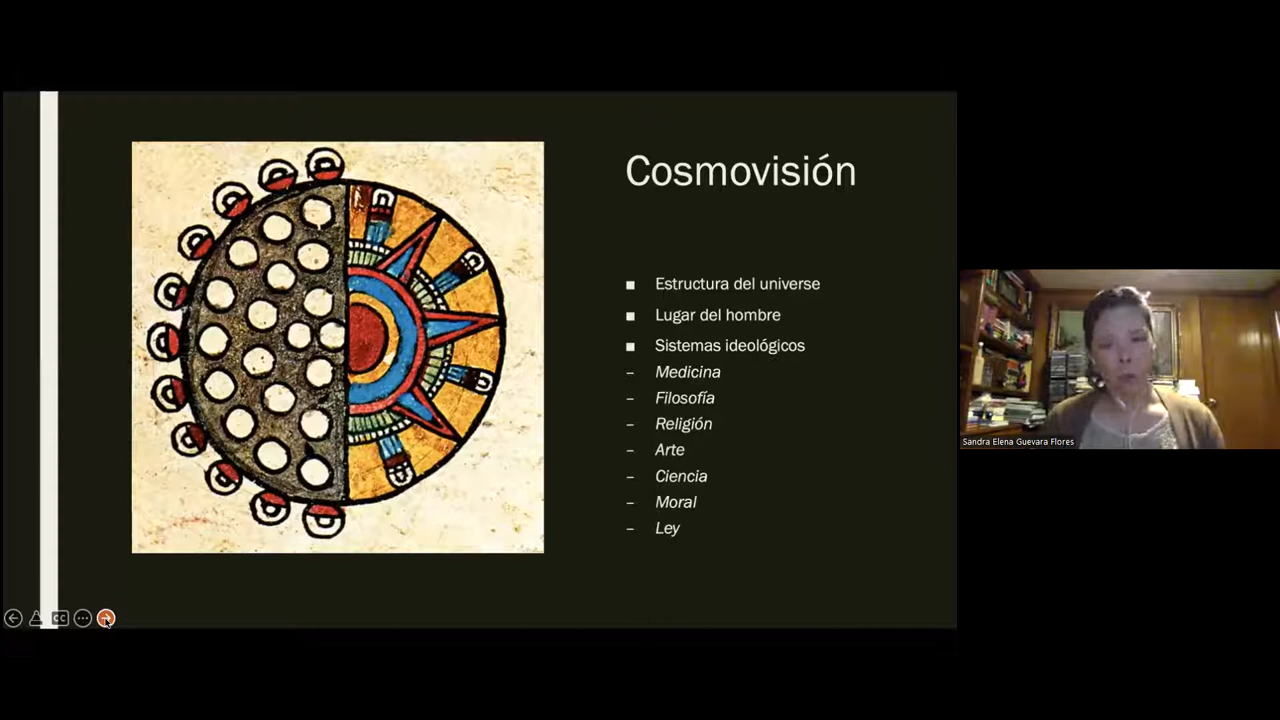 Cosmovisión
■ Estructura del universe
■ Lugar del hombre
■ Sistemas ideológicos
– Medicina
– Filosofía
– Religión
– Arte
– Ciencia
– Moral
– Ley
Sandra Elena Guevara Flores
CC